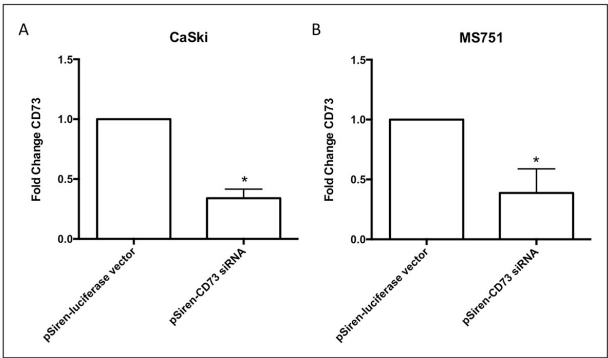 A
CaSki
Fold Change CD73
1.5
1.0
0.5
0.0
*
pSiren-luciferase vector
pSiren-CD73 siRNA
B
MS751
Fold Change CD73
1.5
1.0
0.5
0.0
*
pSiren-luciferase vector
pSiren-CD73 siRNA